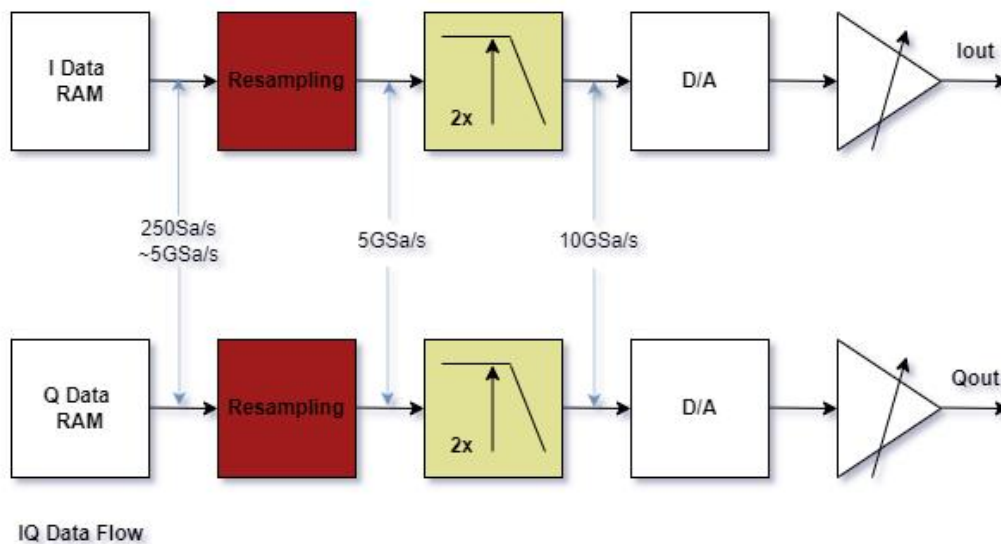 I Data
RAM
Resampling
2x
D/A
Iout
250Sa/s
~5GSa/s
5GSa/s
10GSa/s
Q Data
RAM
Resampling
2x
D/A
Qout
IQ Data Flow